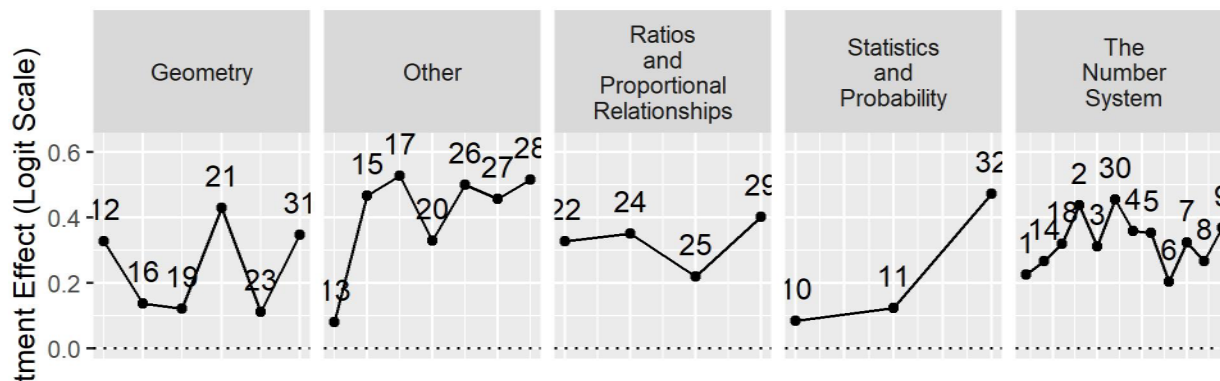 tment Effect (Logit Scale)
Geometry
Other
Ratios
and
Proportional
Relationships
Statistics
and
Probability
The
Number
System
0.6
0.4
0.2
0.0
12 16 19 21 23 31
13 15 17 20 26 27 28
22 24 25 29
10 11 32
1 14 18 2 3 30 4 5 6 7 8 9